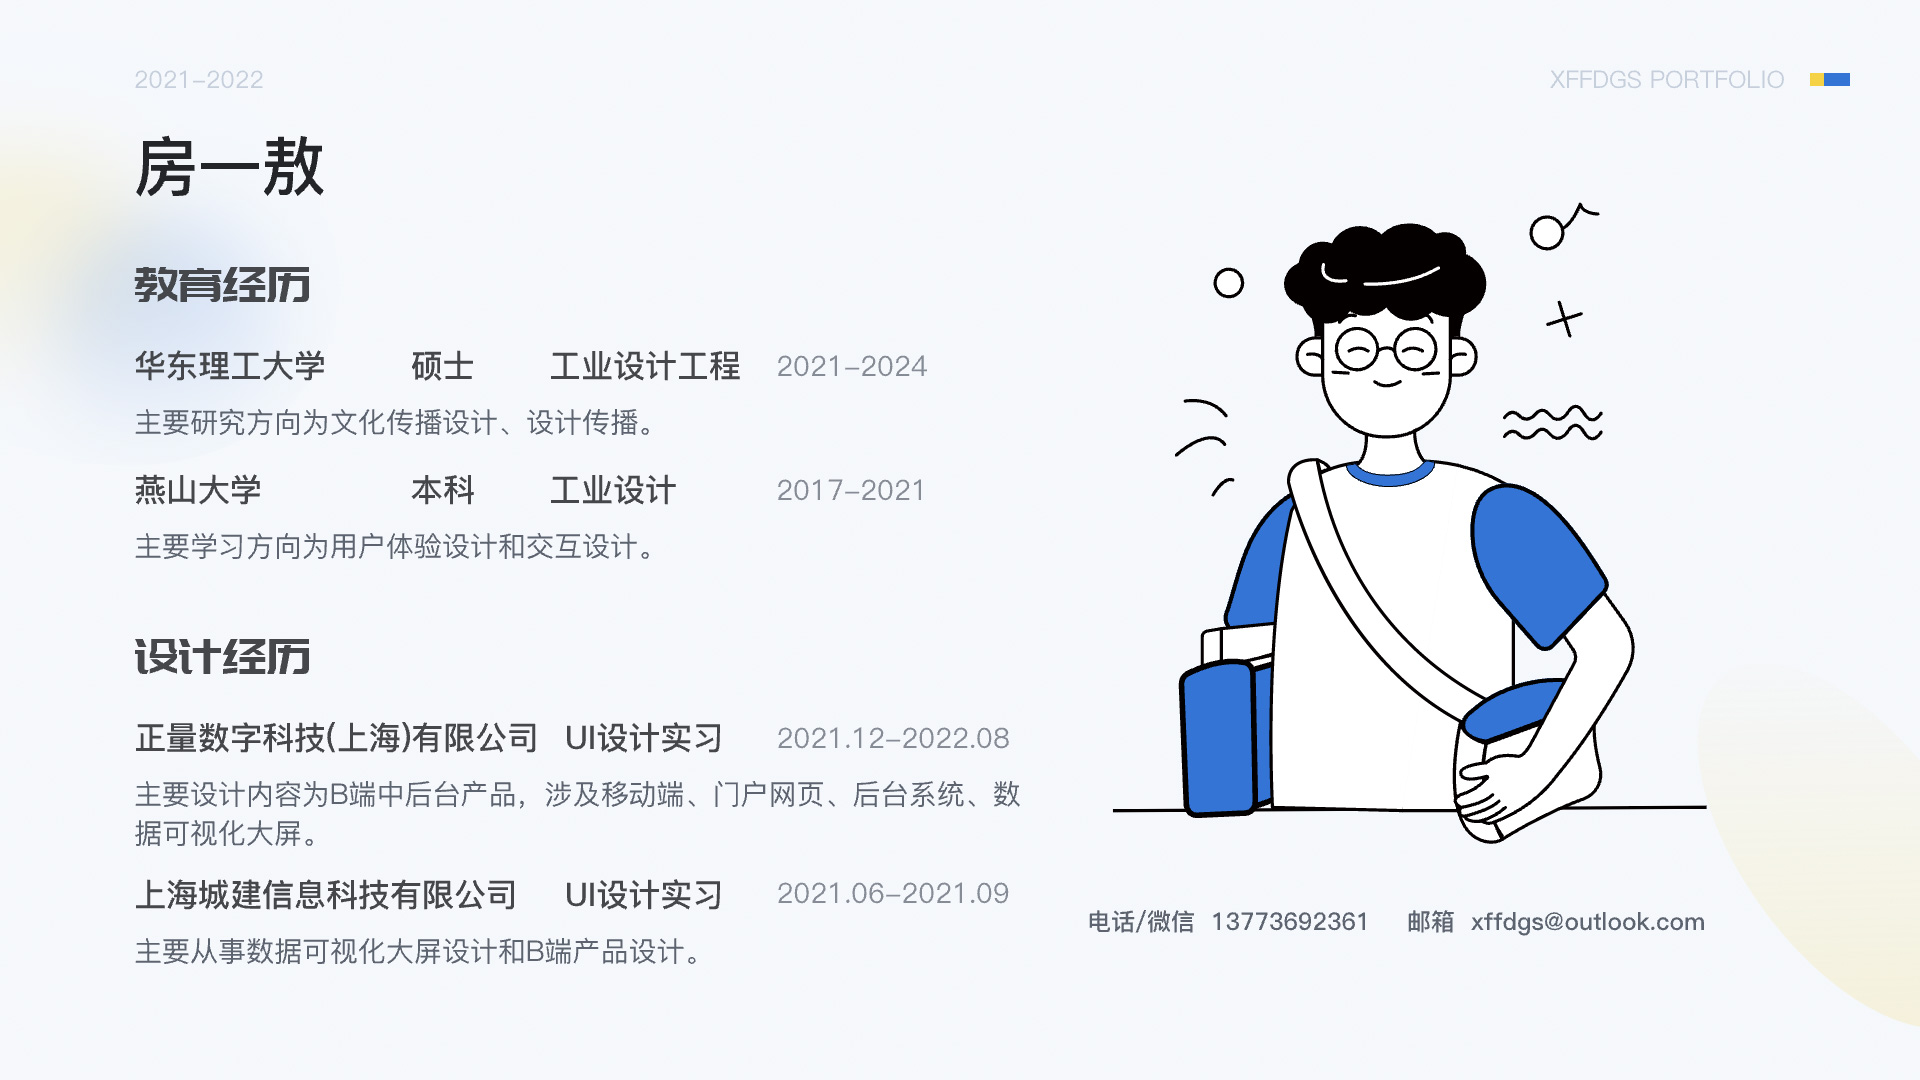 2021–2022
XFFDGS PORTFOLIO
房一敖
教育经历
华东理工大学 硕士 工业设计工程 2021–2024
主要研究方向为文化传播设计、设计传播。
燕山大学 本科 工业设计 2017–2021
主要学习方向为用户体验设计和交互设计。
设计经历
正量数字科技(上海)有限公司 UI设计实习 2021.12–2022.08
主要设计内容为B端中后台产品，涉及移动端、门户网页、后台系统、数
据可视化大屏。
上海城建信息科技有限公司 UI设计实习 2021.06–2021.09
主要从事数据可视化大屏设计和B端产品设计。
电话/微信 13773692361 邮箱 xffdgs@outlook.com